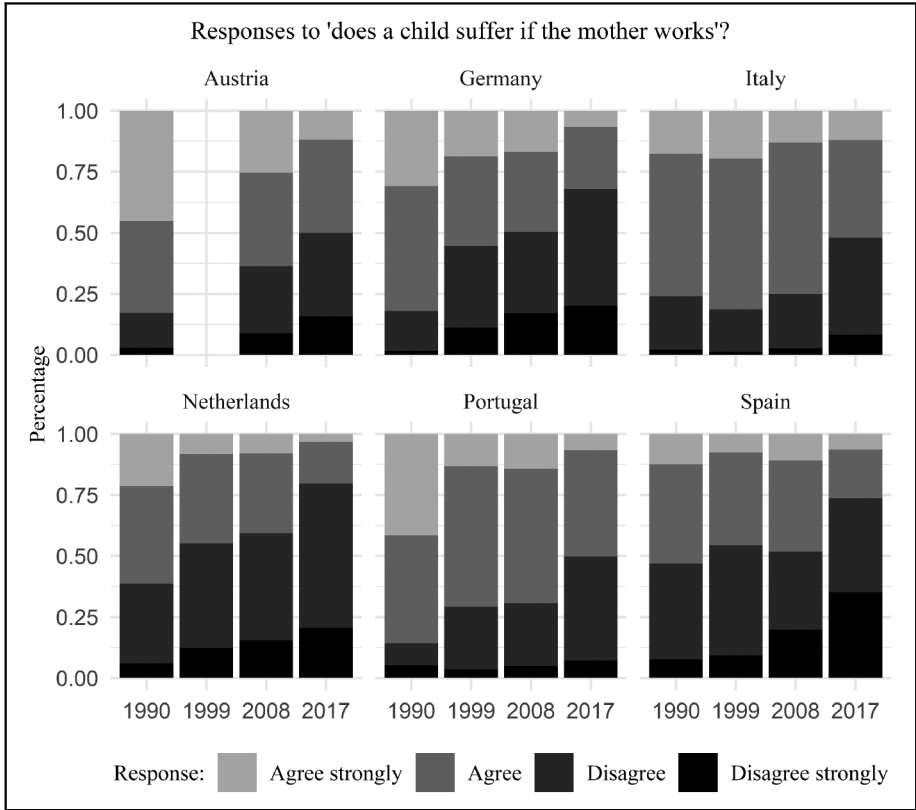 Responses to 'does a child suffer if the mother works'?
Austria
Germany
Italy
1.00
0.75
0.50
0.25
0.00
Percentage
Netherlands
Portugal
Spain
1.00
0.75
0.50
0.25
0.00
1990 1999 2008 2017
1990 1999 2008 2017
1990 1999 2008 2017
Response: Agree strongly Agree Disagree Disagree strongly